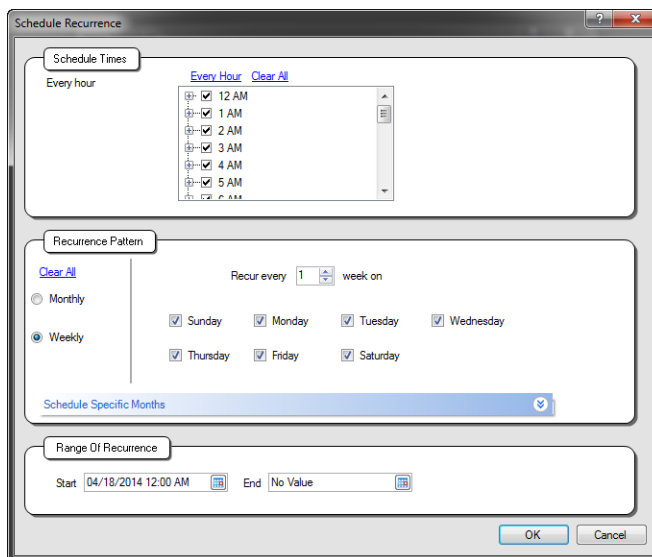 Schedule Recurrence
Schedule Times
Every hour
Every Hour Clear All
12 AM
1 AM
2 AM
3 AM
4 AM
5 AM
6 AM
Recurrence Pattern
Clear All
Recur every 1 week on
Monthly
Weekly
Sunday Monday Tuesday Wednesday
Thursday Friday Saturday
Schedule Specific Months
Range Of Recurrence
Start 04/18/2014 12:00 AM End No Value
OK Cancel